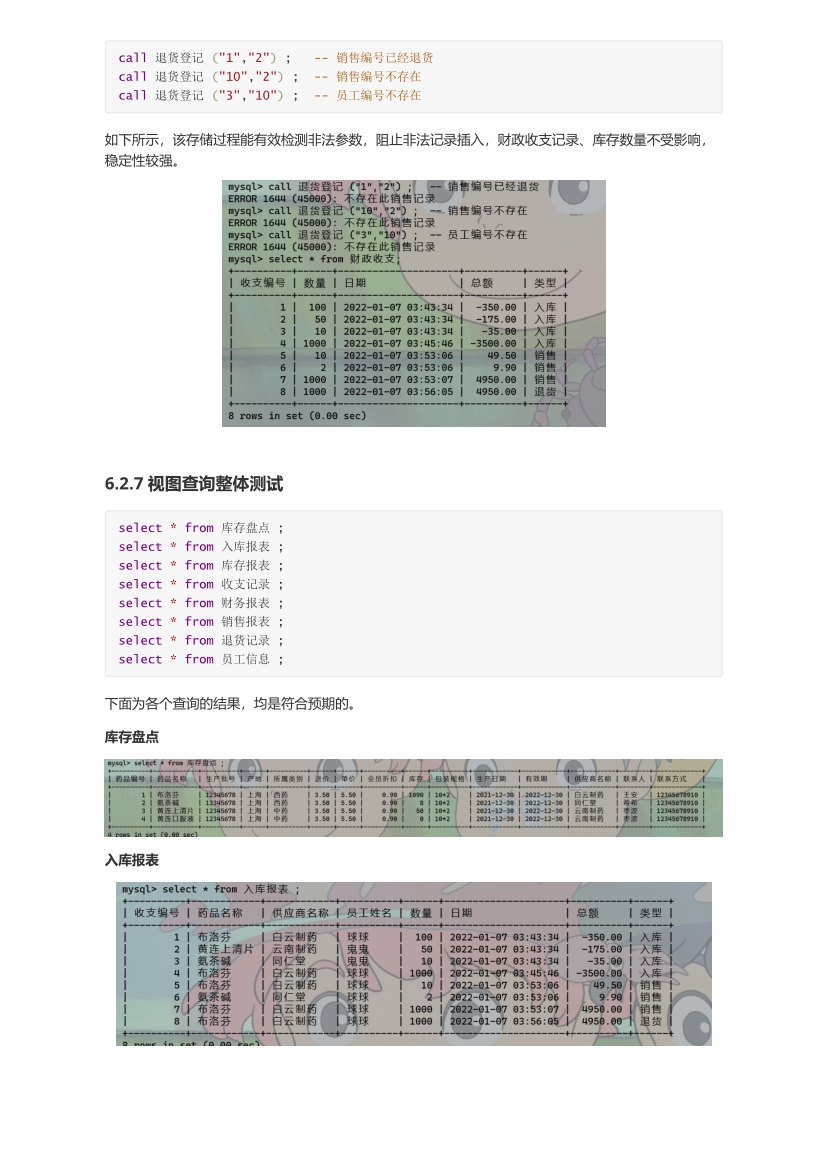 call 退货登记 ("1","2") ;   -- 销售编号已经退货
call 退货登记 ("10","2") ;  -- 销售编号不存在
call 退货登记 ("3","10") ;  -- 员工编号不存在
如下所示，该存储过程能有效检测非法参数，阻止非法记录插入，财政收支记录、库存数量不受影响，
稳定性较强。
mysql> call 退货登记 ("1","2") ;   -- 销售编号已经退货
ERROR 1644 (45000): 不存在此销售记录
mysql> call 退货登记 ("10","2") ;  -- 销售编号不存在
ERROR 1644 (45000): 不存在此销售记录
mysql> call 退货登记 ("3","10") ;  -- 员工编号不存在
ERROR 1644 (45000): 不存在此销售记录
mysql> select * from 财政收支;
| 收支编号 | 数量 | 日期 | 总额 | 类型 |
| 1 | 100 | 2022-01-07 03:43:34 | -350.00 | 入库 |
| 2 | 50 | 2022-01-07 03:43:34 | -175.00 | 入库 |
| 3 | 10 | 2022-01-07 03:43:34 | -35.00 | 入库 |
| 4 | 1000 | 2022-01-07 03:45:46 | -3500.00 | 入库 |
| 5 | 10 | 2022-01-07 03:53:06 | 49.50 | 销售 |
| 6 | 2 | 2022-01-07 03:53:06 | 9.90 | 销售 |
| 7 | 1000 | 2022-01-07 03:53:07 | 4950.00 | 销售 |
| 8 | 1000 | 2022-01-07 03:56:05 | 4950.00 | 退货 |
8 rows in set (0.00 sec)
6.2.7 视图查询整体测试
select * from 库存盘点 ;
select * from 入库报表 ;
select * from 库存报表 ;
select * from 收支记录 ;
select * from 财务报表 ;
select * from 销售报表 ;
select * from 退货记录 ;
select * from 员工信息 ;
下面为各个查询的结果，均是符合预期的。
库存盘点
mysql> select * from 库存盘点 ;
| 药品编号 | 药品名称 | 生产批号 | 产地 | 所属类别 | 进价 | 单价 | 会员折扣 | 库存 | 包装规格 | 生产日期 | 有效期 | 供应商名称 | 联系人 | 联系方式 |
| 1 | 布洛芬 | 12345678 | 上海 | 西药 | 3.50 | 5.50 | 0.90 | 1090 | 10*2 | 2021-12-30 | 2022-12-30 | 白云制药 | 王安 | 12345678910 |
| 2 | 氨茶碱 | 12345678 | 上海 | 西药 | 3.50 | 5.50 | 0.90 | 8 | 10*2 | 2021-12-30 | 2022-12-30 | 同仁堂 | 12345678910 |
| 3 | 黄连上清片 | 12345678 | 上海 | 中药 | 3.50 | 5.50 | 0.90 | 50 | 10*2 | 2021-12-30 | 2022-12-30 | 云南制药 | 12345678910 |
| 4 | 黄连口服液 | 12345678 | 上海 | 中药 | 3.50 | 5.50 | 0.90 | 0 | 10*2 | 2021-12-30 | 2022-12-30 | 云南制药 | 12345678910 |
4 rows in set (0.00 sec)
入库报表
mysql> select * from 入库报表 ;
| 收支编号 | 药品名称 | 供应商名称 | 员工姓名 | 数量 | 日期 | 总额 | 类型 |
| 1 | 布洛芬 | 白云制药 | 球球 | 100 | 2022-01-07 03:43:34 | -350.00 | 入库 |
| 2 | 黄连上清片 | 云南制药 | 鬼鬼 | 50 | 2022-01-07 03:43:34 | -175.00 | 入库 |
| 3 | 氨茶碱 | 同仁堂 | 鬼鬼 | 10 | 2022-01-07 03:43:34 | -35.00 | 入库 |
| 4 | 布洛芬 | 白云制药 | 球球 | 1000 | 2022-01-07 03:45:46 | -3500.00 | 入库 |
| 5 | 布洛芬 | 白云制药 | 球球 | 10 | 2022-01-07 03:53:06 | 49.50 | 销售 |
| 6 | 氨茶碱 | 同仁堂 | 球球 | 2 | 2022-01-07 03:53:06 | 9.90 | 销售 |
| 7 | 布洛芬 | 白云制药 | 球球 | 1000 | 2022-01-07 03:53:07 | 4950.00 | 销售 |
| 8 | 布洛芬 | 白云制药 | 球球 | 1000 | 2022-01-07 03:56:05 | 4950.00 | 退货 |
8 rows in set (0.00 sec)